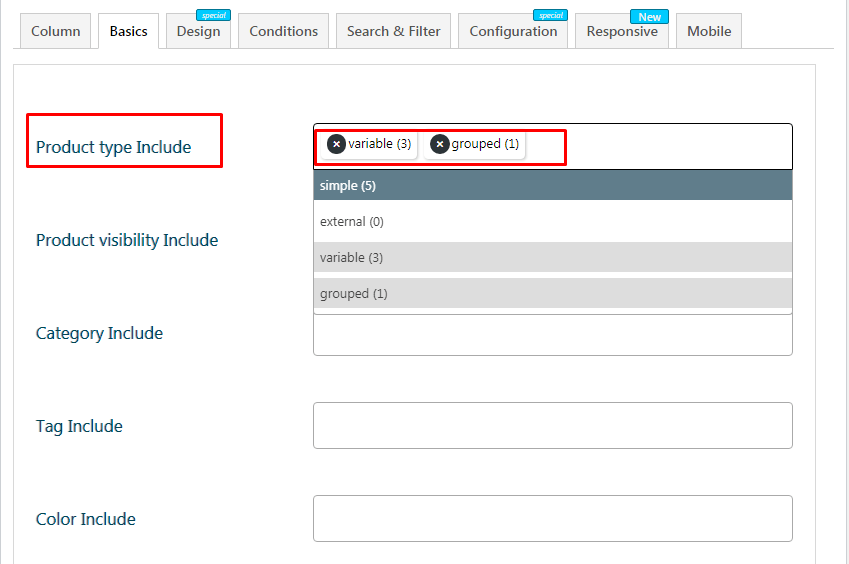 special special New
Column Basics Design Conditions Search & Filter Configuration Responsive Mobile
Product type Include
variable (3) grouped (1)
simple (5)
external (0)
Product visibility Include
variable (3)
grouped (1)
Category Include
Tag Include
Color Include